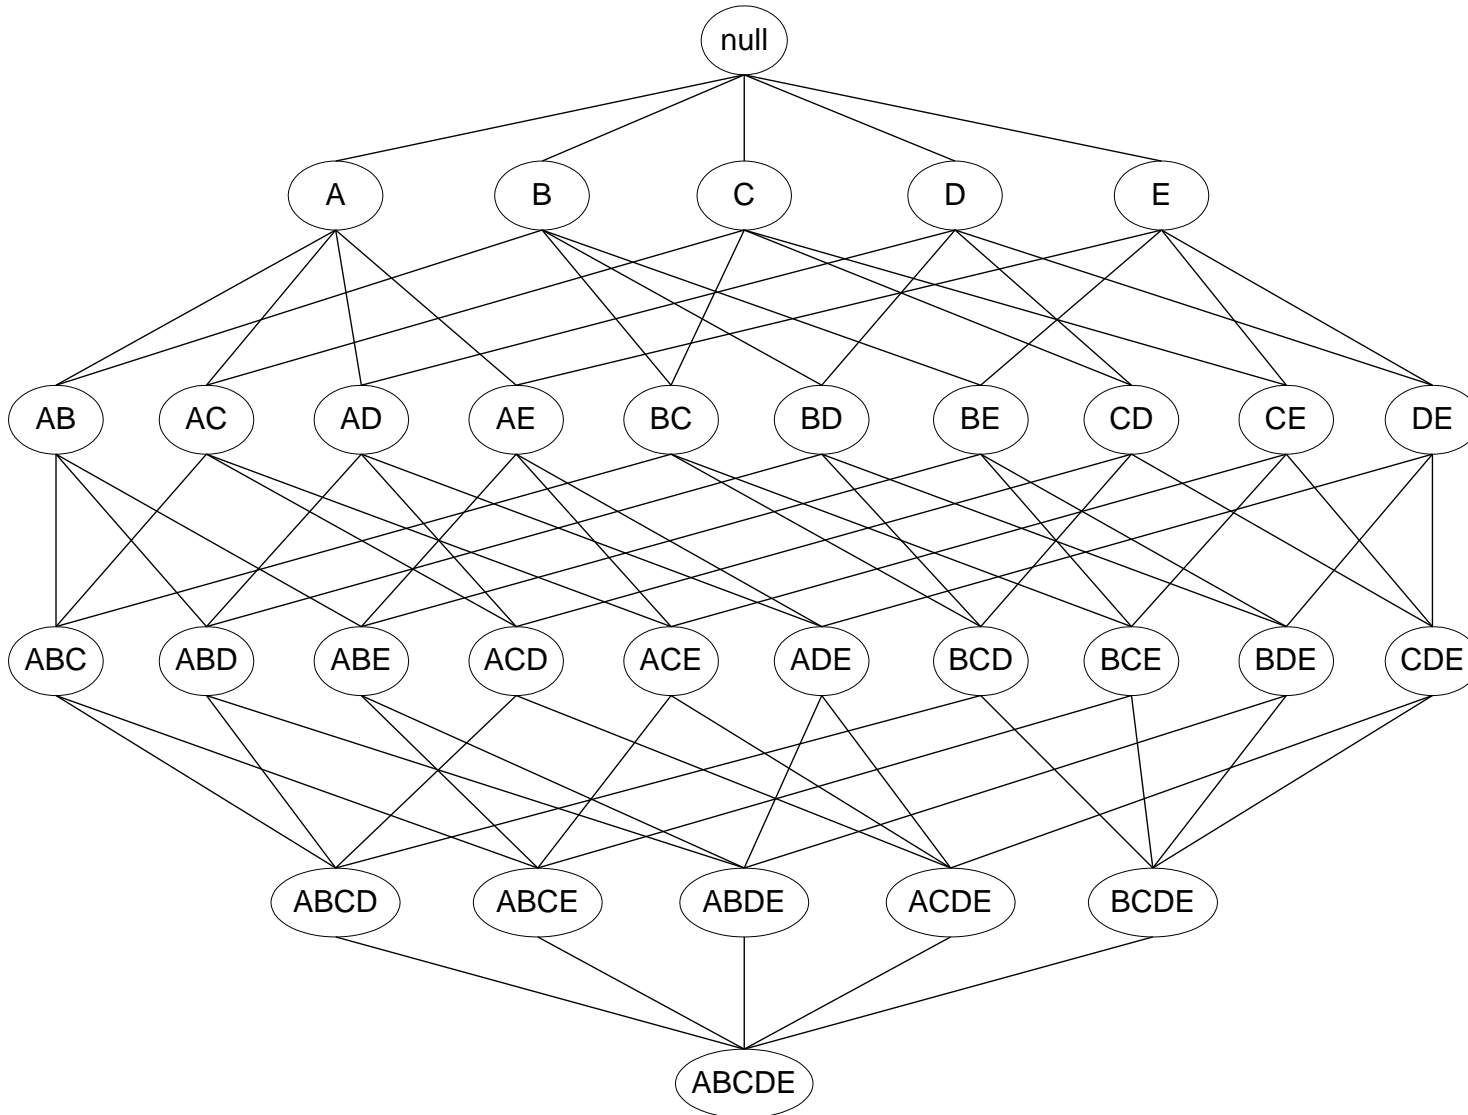 null
A B C D E
AB AC AD AE BC BD BE CD CE DE
ABC ABD ABE ACD ACE ADE BCD BCE BDE CDE
ABCD ABCE ABDE ACDE BCDE
ABCDE